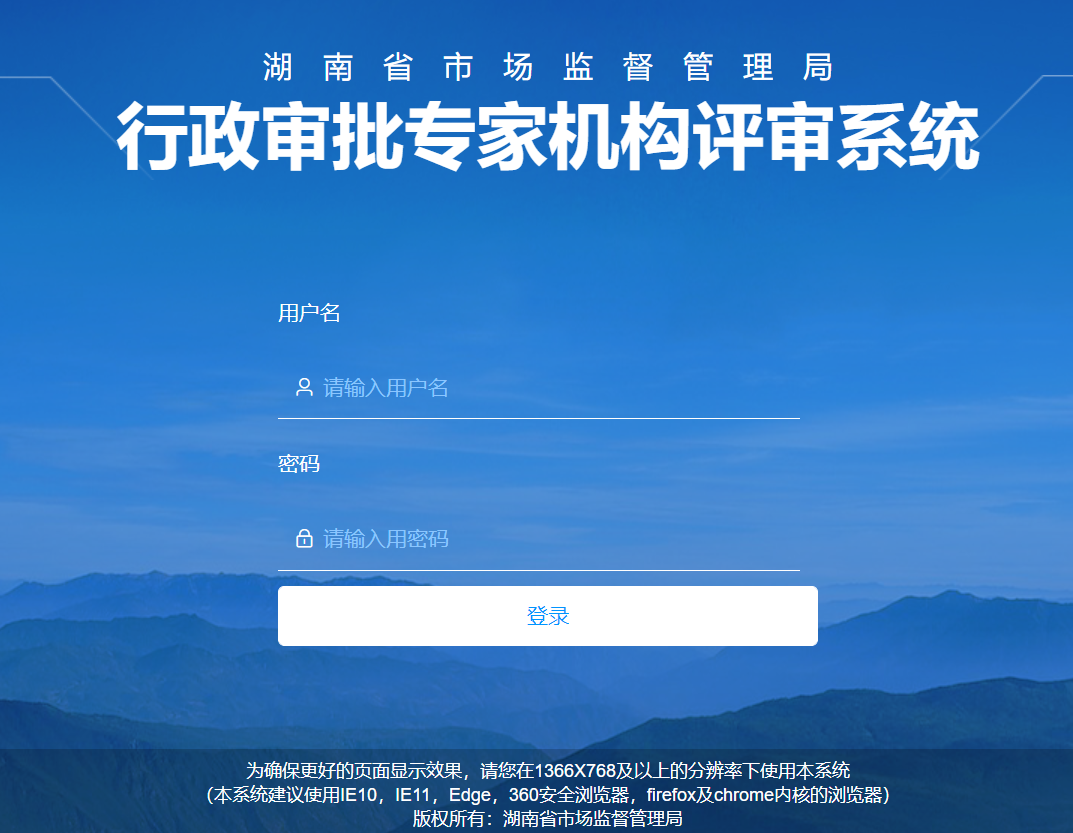 湖南省市场监督管理局
行政审批专家机构评审系统
用户名
请输入用户名
密码
请输入用密码
登录
为确保更好的页面显示效果，请您在1366X768及以上的分辨率下使用本系统
（本系统建议使用IE10，IE11，Edge，360安全浏览器，firefox及chrome内核的浏览器）
版权所有：湖南省市场监督管理局